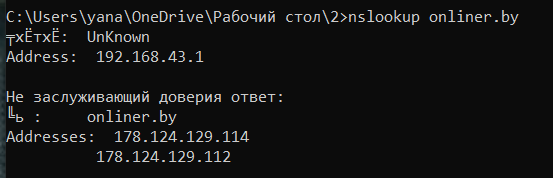 C:\Users\yana\OneDrive\Рабочий стол\2>nslookup onliner.by
╤хЁтхЁ:  UnKnown
Address:  192.168.43.1

Не заслуживающий доверия ответ:
╚ь :     onliner.by
Addresses:  178.124.129.114
          178.124.129.112